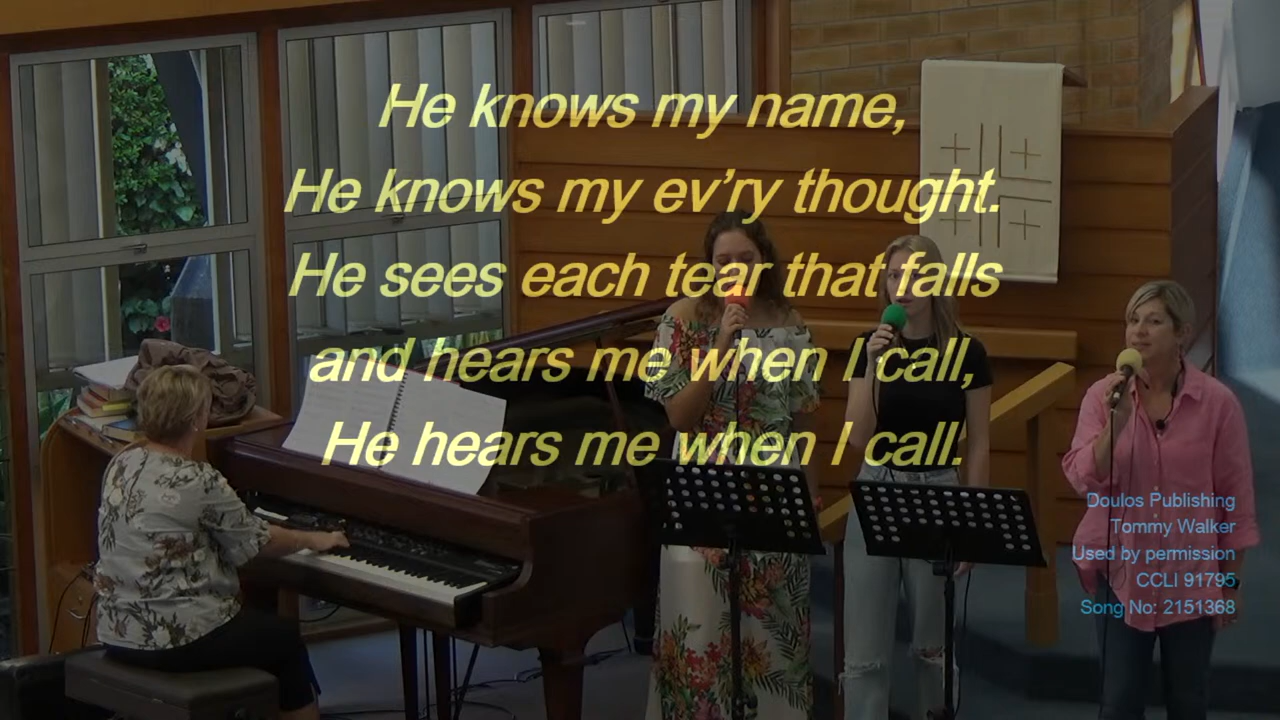 He knows my name,
He knows my ev’ry thought.
He sees each tear that falls
and hears me when I call,
He hears me when I call.
Doulos Publishing
Tommy Walker
Used by permission
CCLI 91795
Song No: 2151368